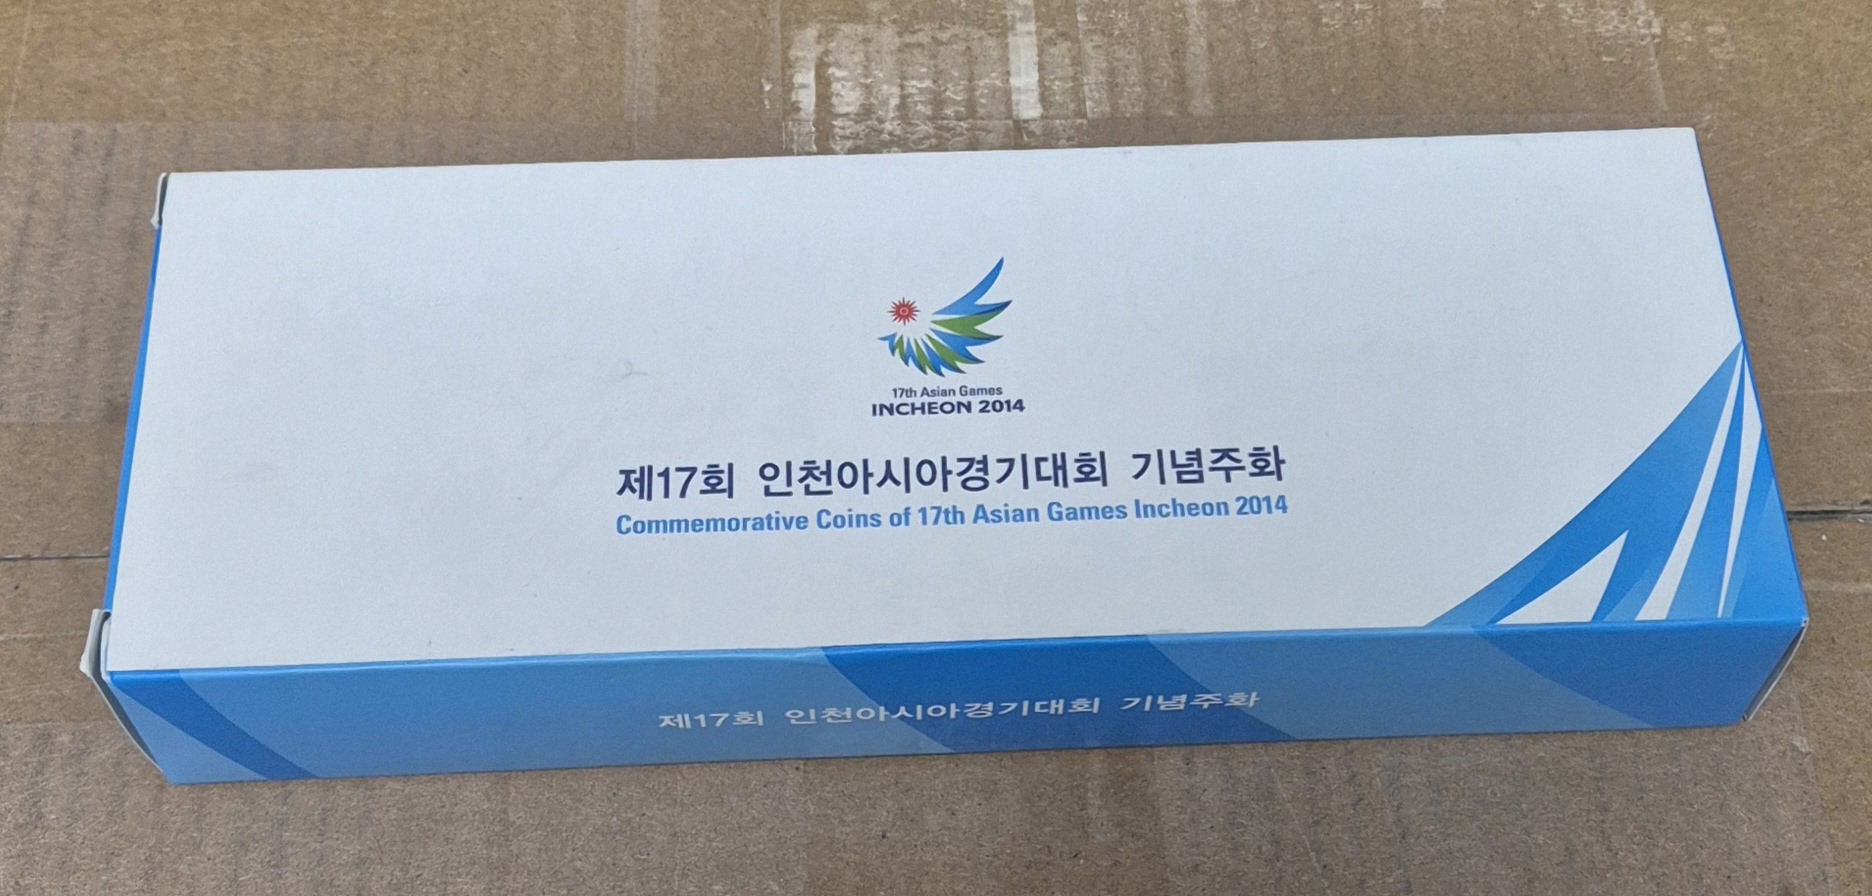 17th Asian Games
INCHEON 2014
제17회 인천아시아경기대회 기념주화
Commemorative Coins of 17th Asian Games Incheon 2014
제17회 인천아시아경기대회 기념주화